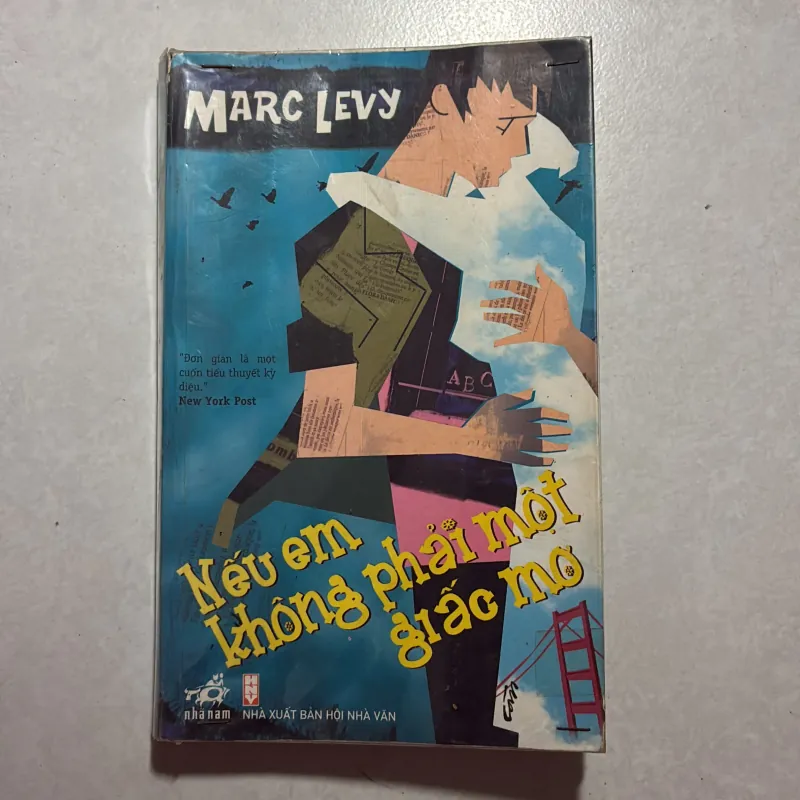 MARC LEVY
"Đơn giản là một
cuốn tiểu thuyết kỳ
diệu."
New York Post
ABC
Nếu em
không phải một
giấc mơ
nhã nam
NHÀ XUẤT BẢN HỘI NHÀ VĂN